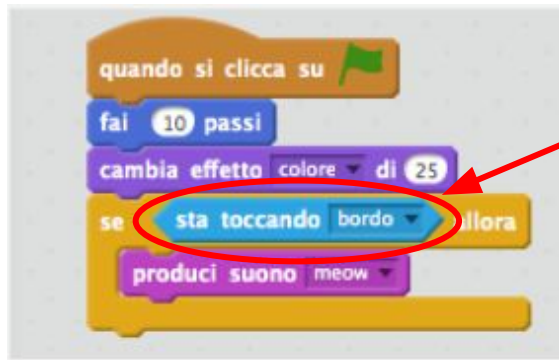 quando si clicca su
fai 10 passi
cambia effetto colore di 25
se sta toccando bordo allora
produci suono meow